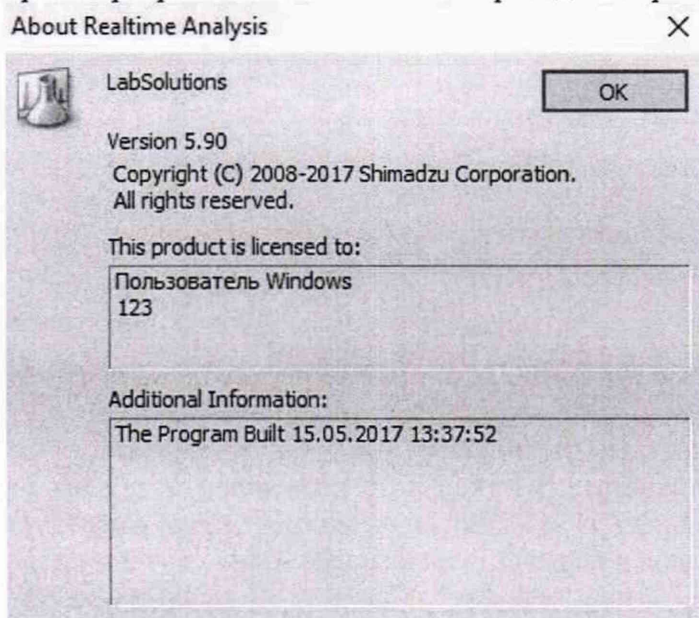 About Realtime Analysis
LabSolutions
OK
Version 5.90
Copyright (C) 2008-2017 Shimadzu Corporation.
All rights reserved.
This product is licensed to:
Пользователь Windows
123
Additional Information:
The Program Built 15.05.2017 13:37:52